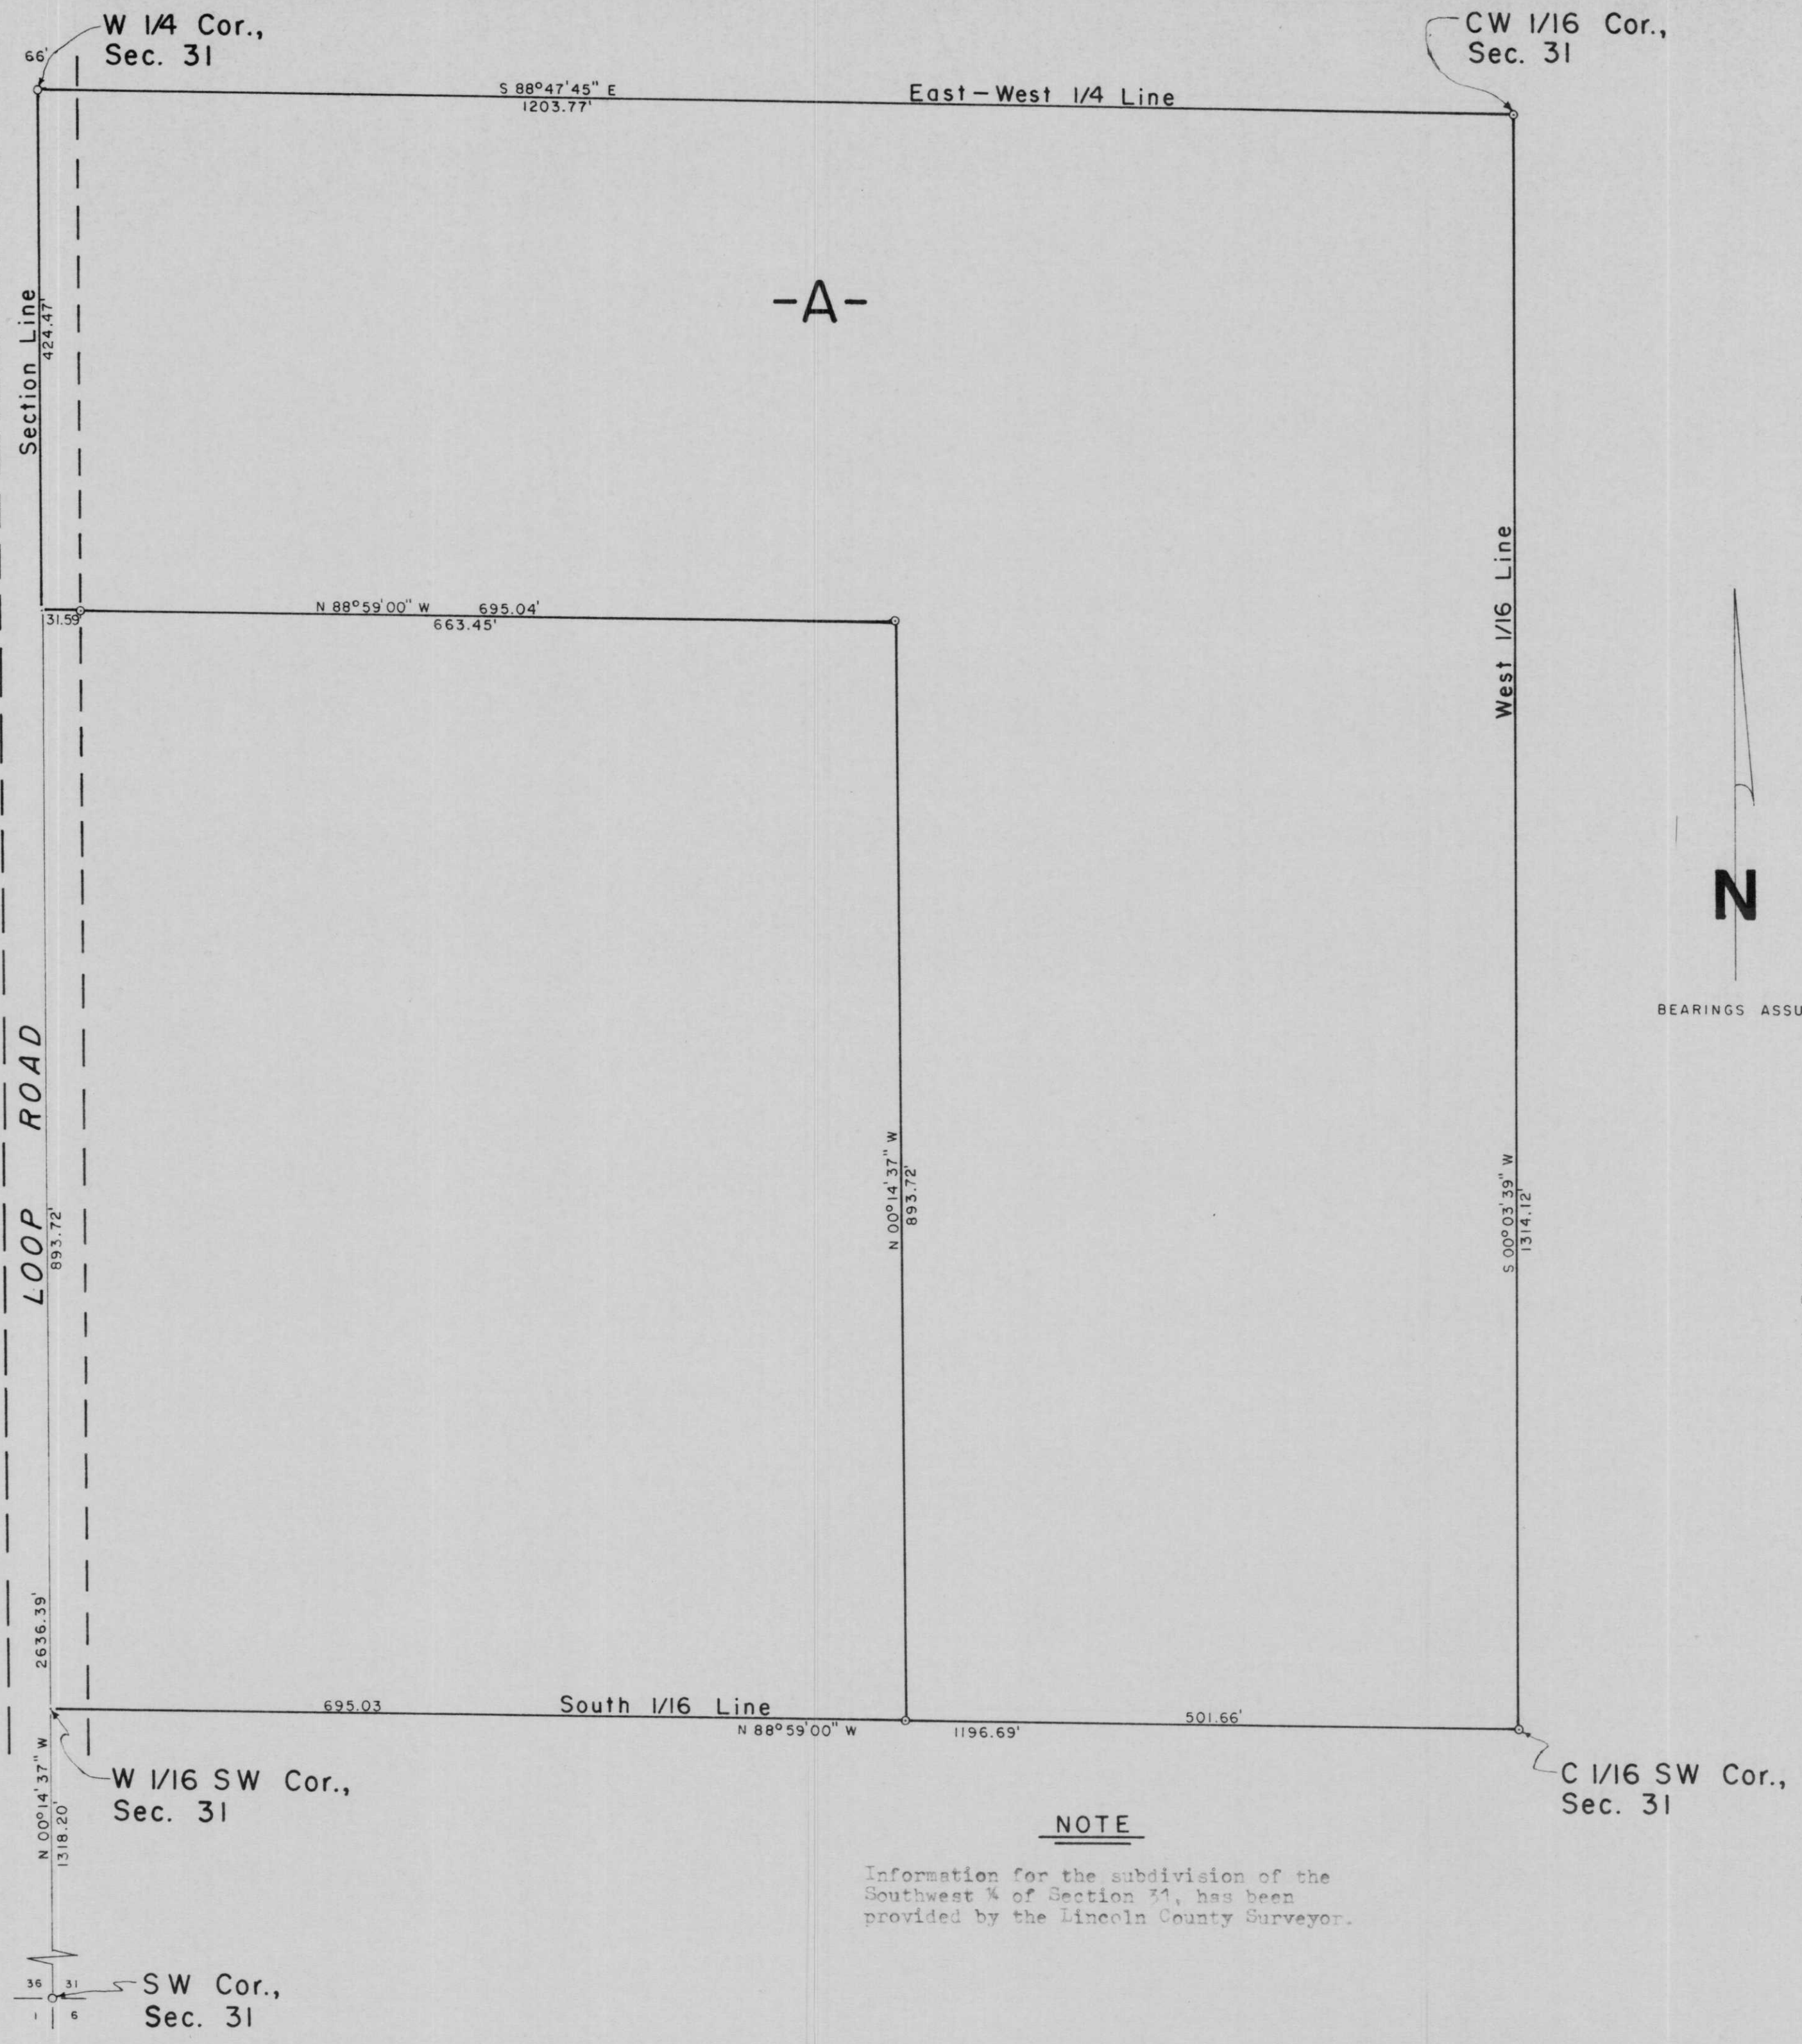 W 1/4 Cor.,
Sec. 31
66'
CW 1/16 Cor.,
Sec. 31
S 88°47'45" E
1203.77'
East-West 1/4 Line
Section Line
424.47'
-A-
West 1/16 Line
31.59'
N 88°59'00" W 695.04'
663.45'
N
BEARINGS ASSU
LOOP ROAD
893.72'
N 00°14'37" W
893.72'
S 00°03'39" W
1314.12'
2636.39'
695.03
South 1/16 Line
N 88°59'00" W 1196.69'
501.66'
W 1/16 SW Cor.,
Sec. 31
C 1/16 SW Cor.,
Sec. 31
N 00°14'37" W
1318.20'
NOTE
Information for the subdivision of the
Southwest ¼ of Section 31, has been
provided by the Lincoln County Surveyor.
36 31
1 6
SW Cor.,
Sec. 31